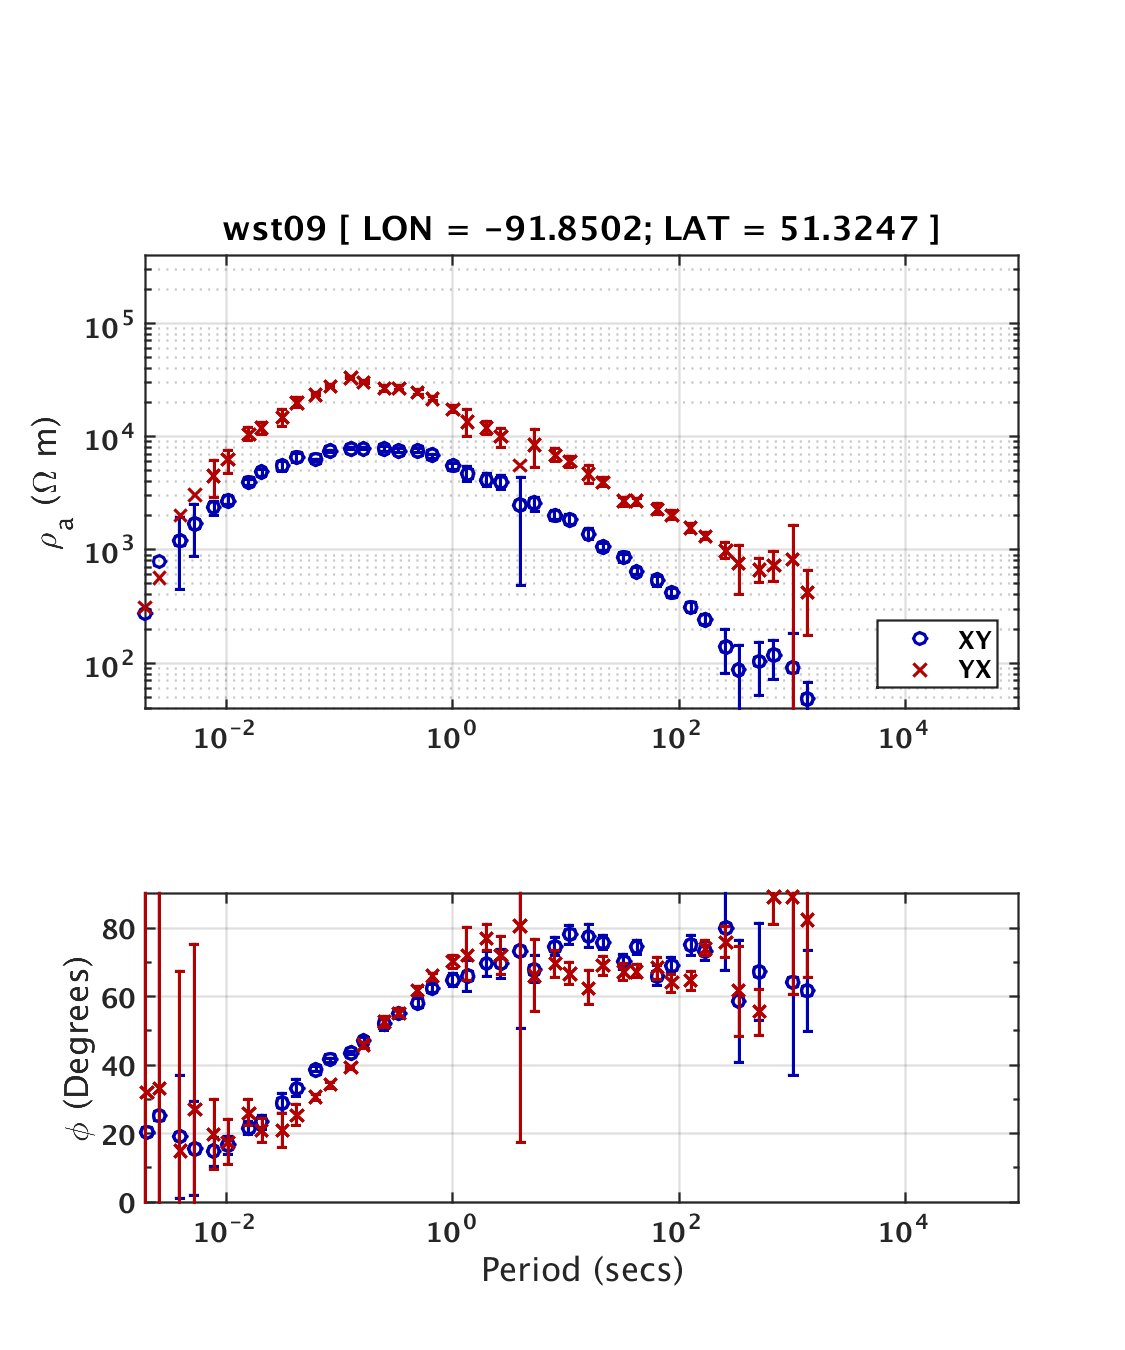 wst09 [ LON = -91.8502; LAT = 51.3247 ]
10^5
10^4
10^3
10^2
ρ_a (Ω m)
XY
YX
10^-2 10^0 10^2 10^4
80
60
40
20
0
ϕ (Degrees)
10^-2 10^0 10^2 10^4
Period (secs)